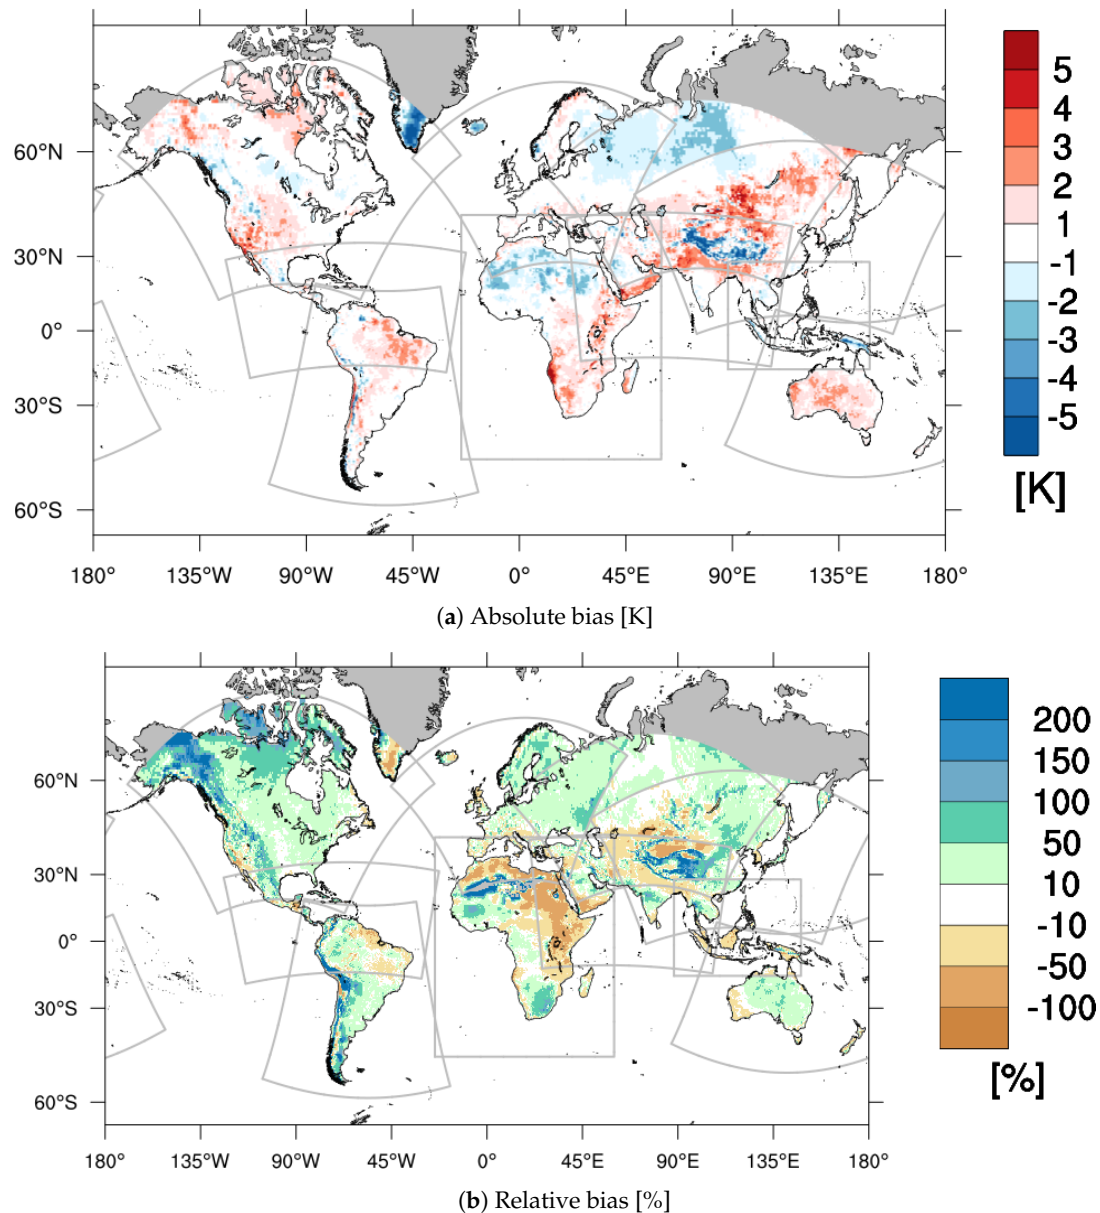 60°N
30°N
0°
30°S
60°S
180°
135°W
90°W
45°W
0°
45°E
90°E
135°E
180°
5
4
3
2
1
-1
-2
-3
-4
-5
[K]
(a) Absolute bias [K]
60°N
30°N
0°
30°S
60°S
180°
135°W
90°W
45°W
0°
45°E
90°E
135°E
180°
200
150
100
50
10
-10
-50
-100
[%]
(b) Relative bias [%]